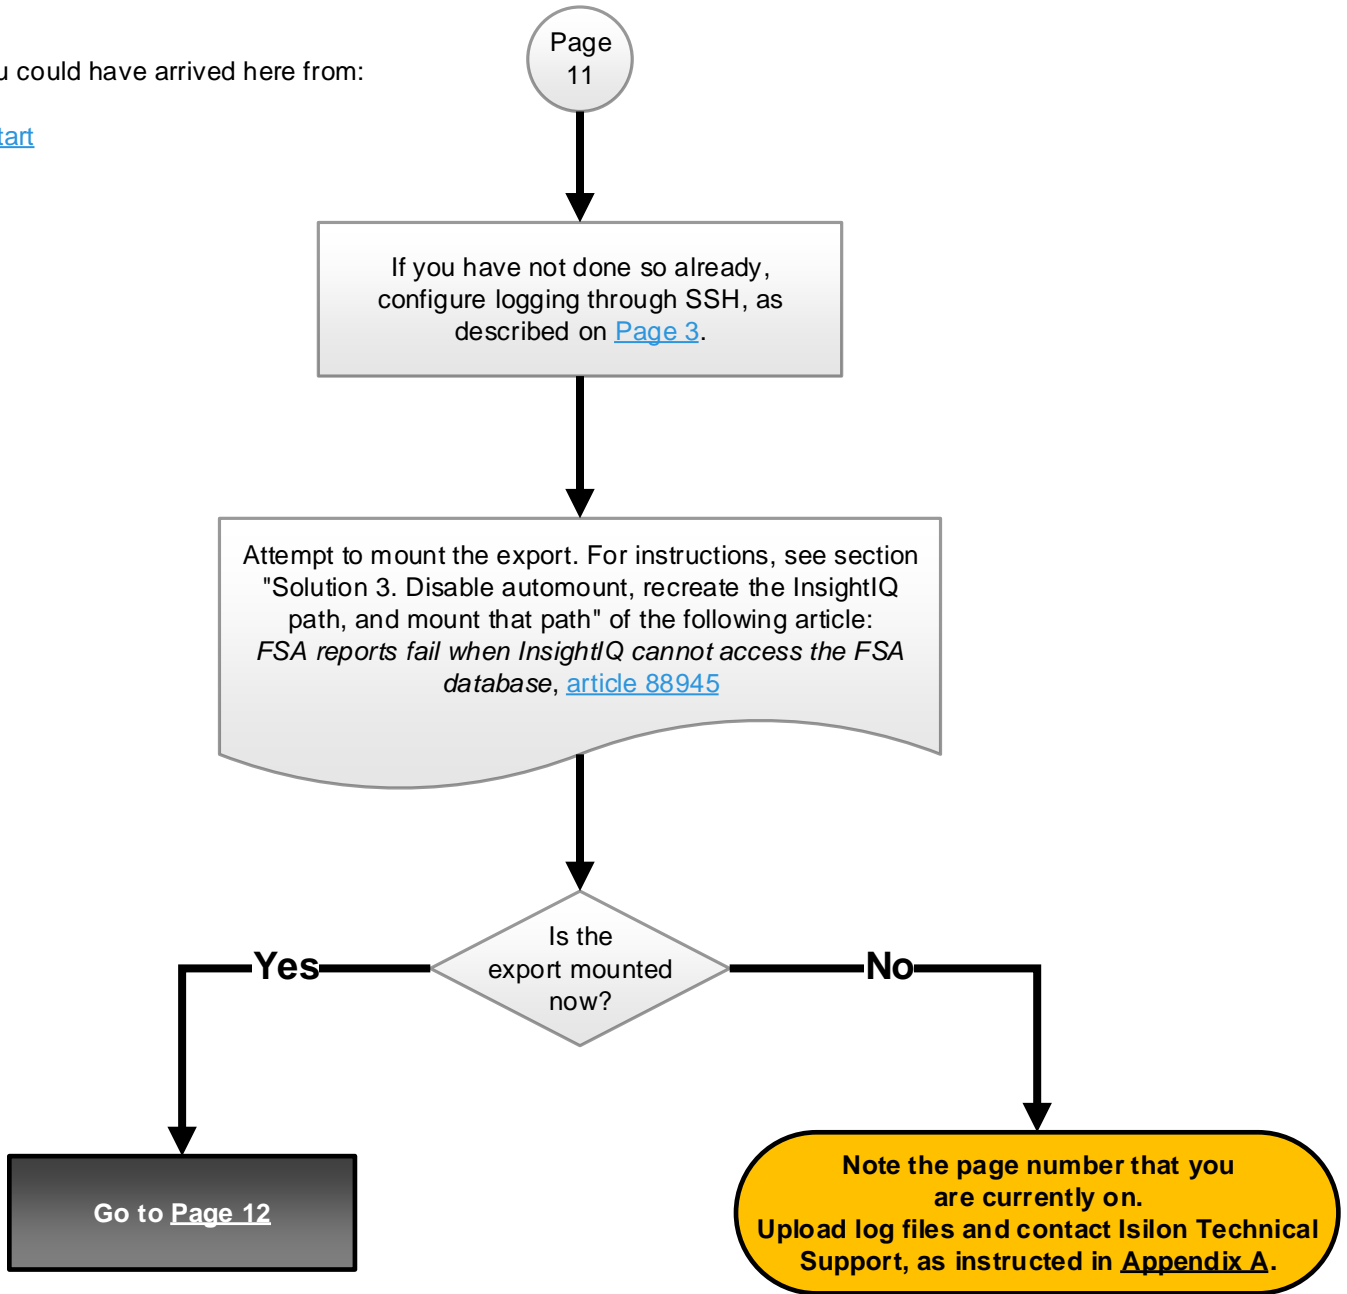 Page
11
could have arrived here from:
If you have not done so already,
configure logging through SSH, as
described on Page 3.
Attempt to mount the export. For instructions, see section
"Solution 3. Disable automount, recreate the InsightIQ
path, and mount that path" of the following article:
FSA reports fail when InsightIQ cannot access the FSA
database, article 88945
Is the
export mounted
now?
Yes
No
Go to Page 12
Note the page number that you
are currently on.
Upload log files and contact Isilon Technical
Support, as instructed in Appendix A.